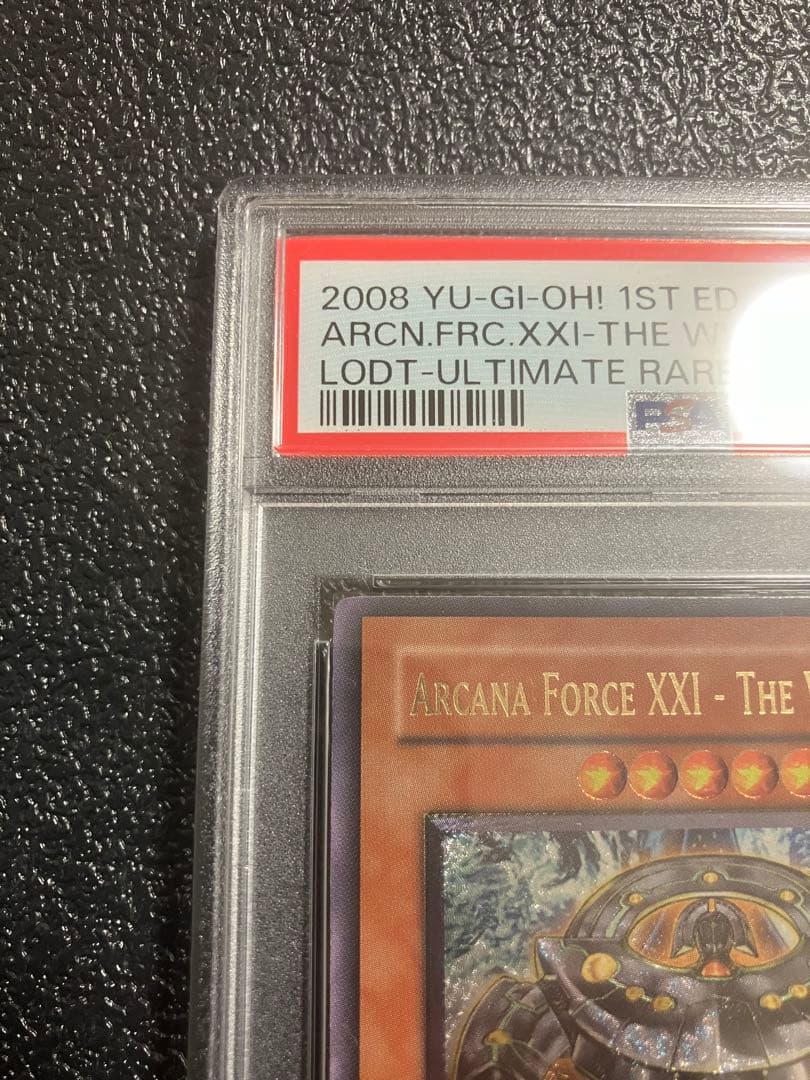 2008 YU-GI-OH! 1ST ED
ARCN.FRC.XXI-THE
LODT-ULTIMATE RARE
PSA
ARCANA FORCE XXI - THE